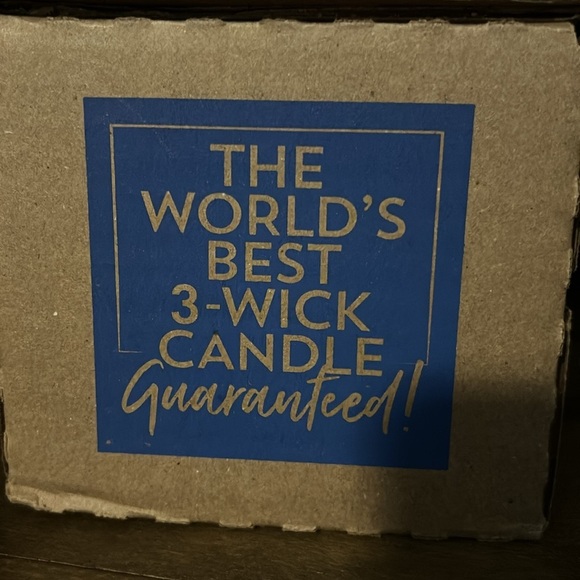 THE
WORLD'S
BEST
3-WICK
CANDLE
Guaranteed!